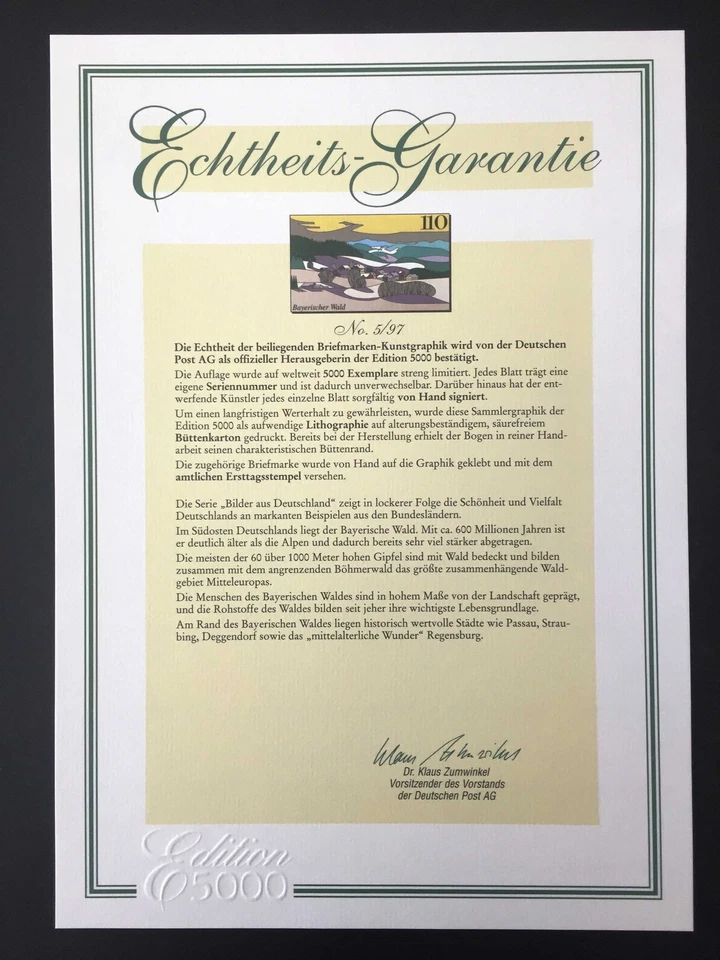 Echtheits-Garantie
110
Bayerischer Wald
No. 5/97
Die Echtheit der beiliegenden Briefmarken-Kunstgraphik wird von der Deutschen
Post AG als offizieller Herausgeberin der Edition 5000 bestätigt.
Die Auflage wurde auf weltweit 5000 Exemplare streng limitiert. Jedes Blatt trägt eine
eigene Seriennummer und ist dadurch unverwechselbar. Darüber hinaus hat der ent-
werfende Künstler jedes einzelne Blatt sorgfältig von Hand signiert.
Um einen langfristigen Werterhalt zu gewährleisten, wurde diese Sammlergraphik der
Edition 5000 als aufwendige Lithographie auf alterungsbeständigem, säurefreiem
Büttenkarton gedruckt. Bereits bei der Herstellung erhielt der Bogen in reiner Hand-
arbeit seinen charakteristischen Büttenrand.
Die zugehörige Briefmarke wurde von Hand auf die Graphik geklebt und mit dem
amtlichen Ersttagsstempel versehen.
Die Serie „Bilder aus Deutschland“ zeigt in lockerer Folge die Schönheit und Vielfalt
Deutschlands an markanten Beispielen aus den Bundesländern.
Im Südosten Deutschlands liegt der Bayerische Wald. Mit ca. 600 Millionen Jahren ist
er deutlich älter als die Alpen und dadurch bereits sehr viel stärker abgetragen.
Die meisten der 60 über 1000 Meter hohen Gipfel sind mit Wald bedeckt und bilden
zusammen mit dem angrenzenden Böhmerwald das größte zusammenhängende Wald-
gebiet Mitteleuropas.
Die Menschen des Bayerischen Waldes sind in hohem Maße von der Landschaft geprägt,
und die Rohstoffe des Waldes bilden seit jeher ihre wichtigste Lebensgrundlage.
Am Rand des Bayerischen Waldes liegen historisch wertvolle Städte wie Passau, Strau-
bing, Deggendorf sowie das „mittelalterliche Wunder“ Regensburg.
Klaus Zumwinkel
Dr. Klaus Zumwinkel
Vorsitzender des Vorstands
der Deutschen Post AG
Edition
5000